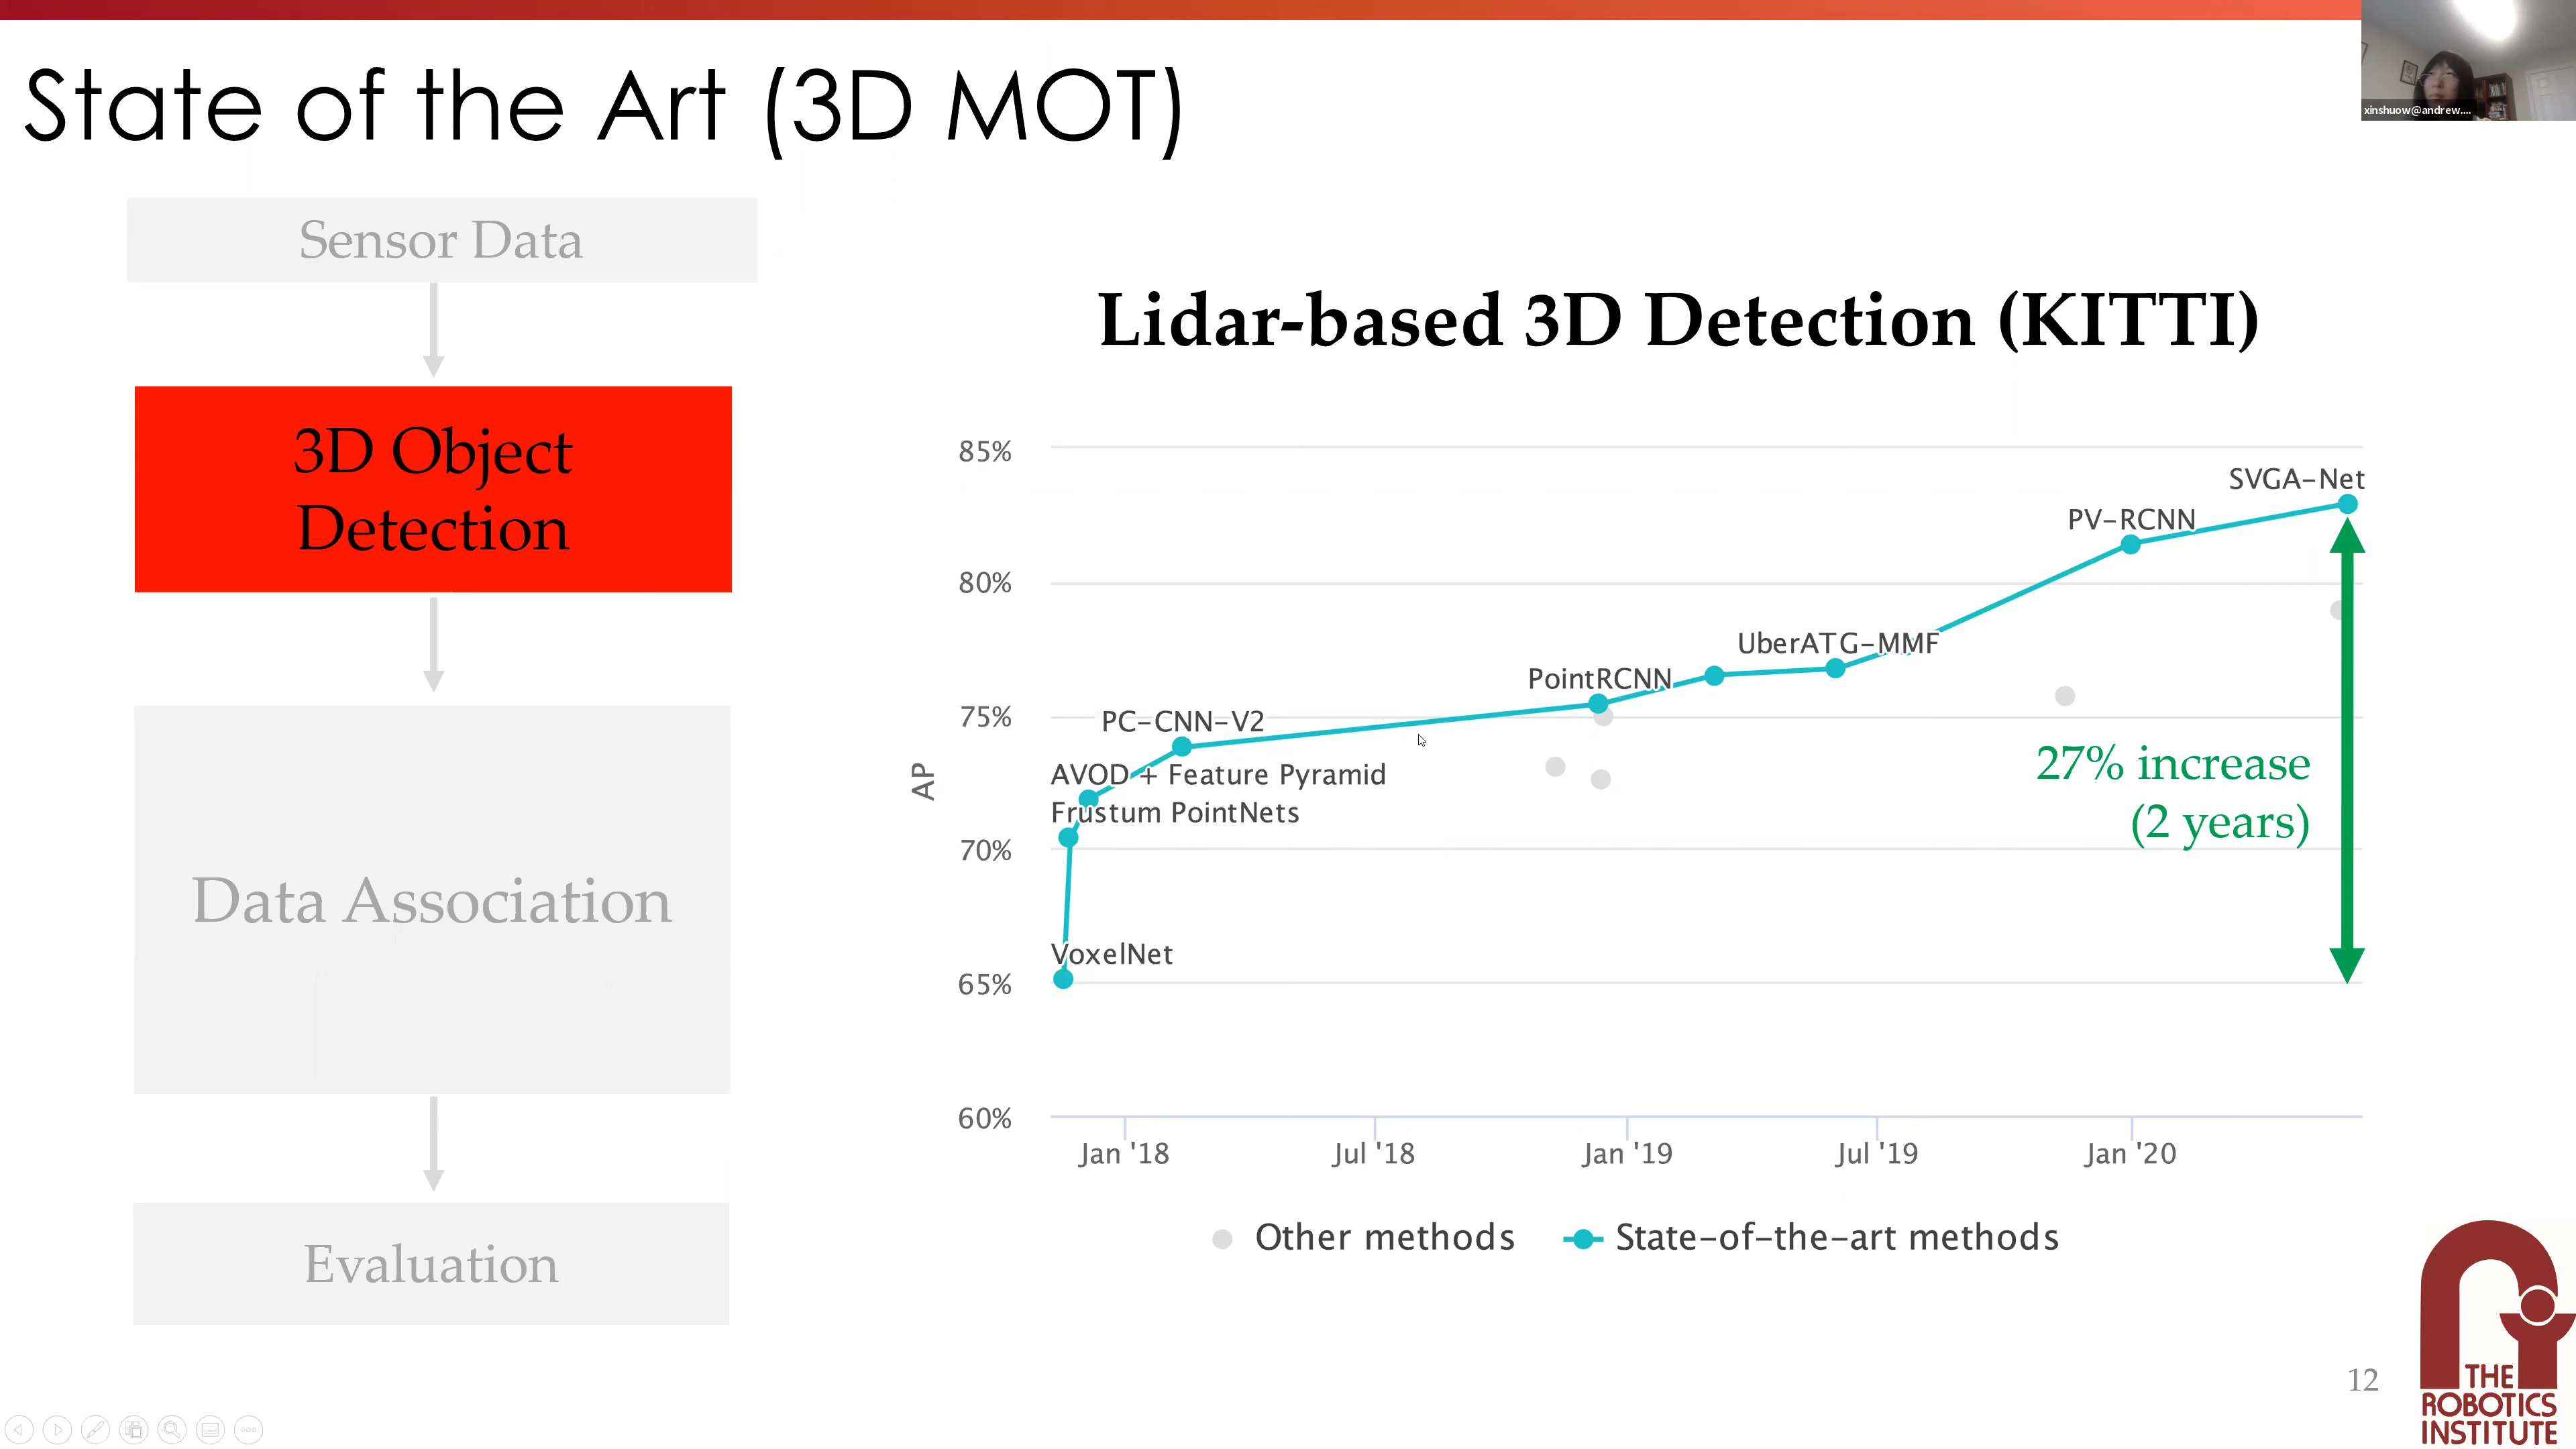 State of the Art (3D MOT)
xinshuow@andrew....
Sensor Data
3D Object
Detection
Data Association
Evaluation
Lidar-based 3D Detection (KITTI)
85%
80%
75%
70%
65%
60%
AP
SVGA-Net
PV-RCNN
UberATG-MMF
PointRCNN
PC-CNN-V2
AVOD + Feature Pyramid
Frustum PointNets
VoxelNet
27% increase
(2 years)
Jan '18
Jul '18
Jan '19
Jul '19
Jan '20
Other methods
State-of-the-art methods
12
THE
ROBOTICS
INSTITUTE